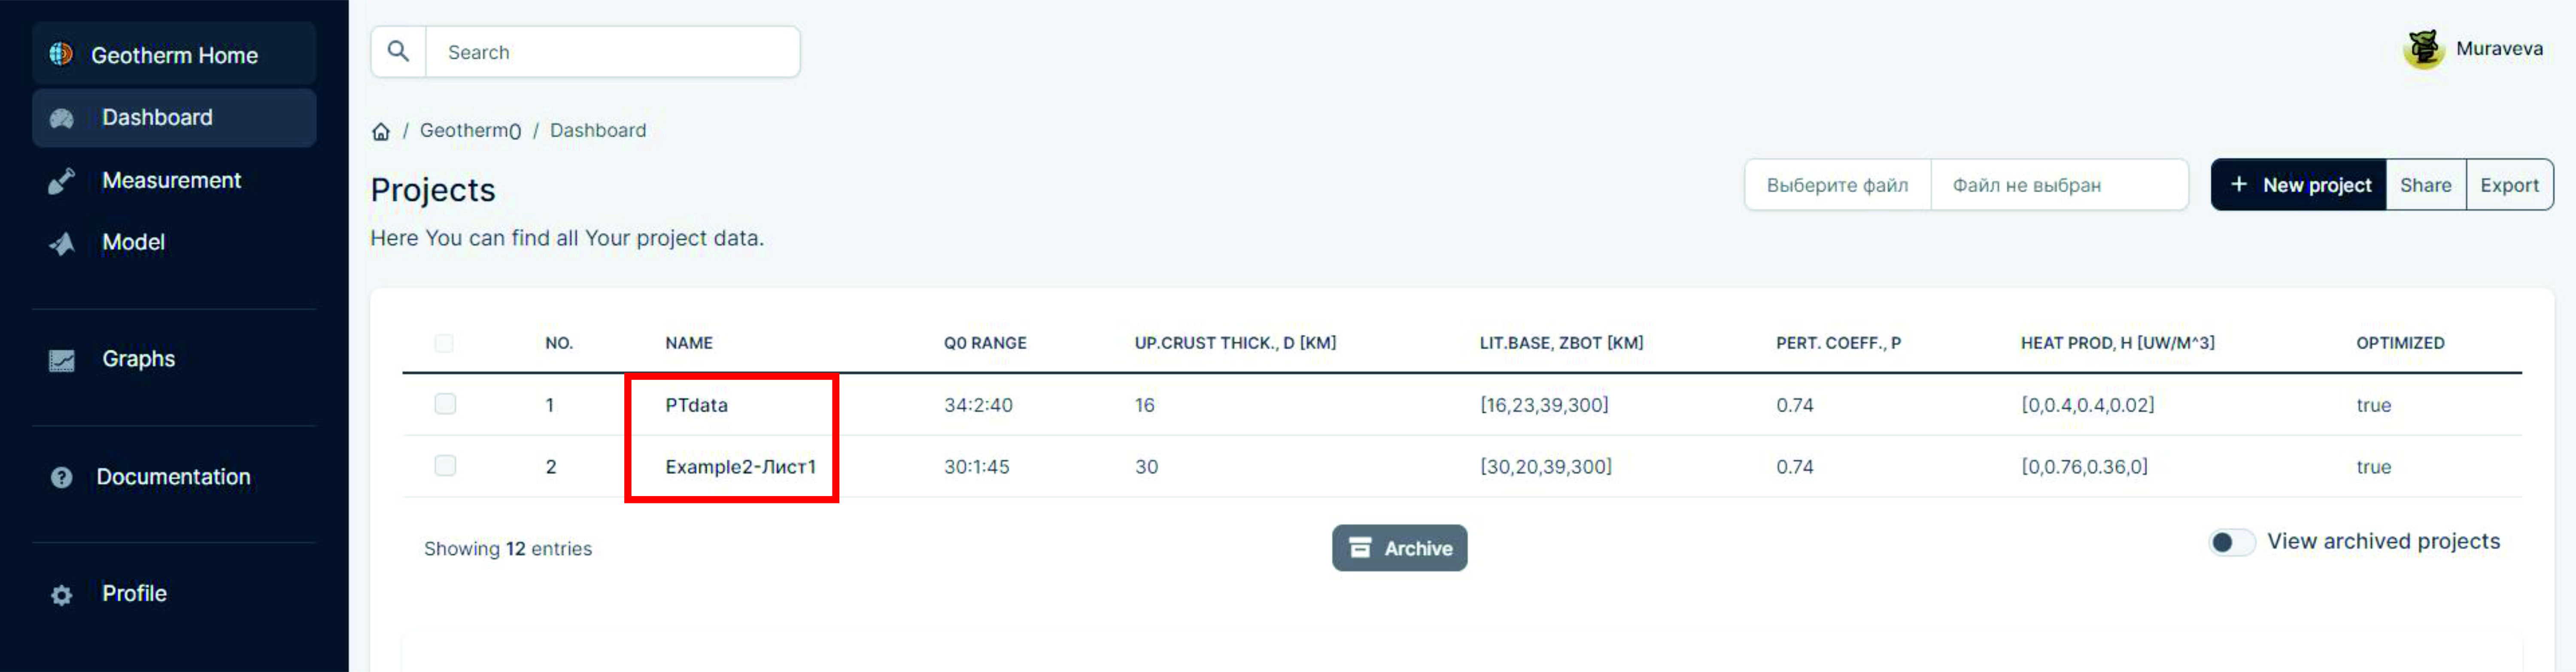 Geotherm Home
Dashboard
Measurement
Model
Graphs
Documentation
Profile
Search
Muraveva
/ Geotherm0 / Dashboard
Projects
Here You can find all Your project data.
Выберите файл Файл не выбран
+ New project Share Export
NO. NAME Q0 RANGE UP.CRUST THICK., D [KM] LIT.BASE, ZBOT [KM] PERT. COEFF., P HEAT PROD, H [UW/M^3] OPTIMIZED
1 PTdata 34:2:40 16 [16,23,39,300] 0.74 [0,0.4,0.4,0.02] true
2 Example2-Лист1 30:1:45 30 [30,20,39,300] 0.74 [0,0.76,0.36,0] true
Showing 12 entries
Archive
View archived projects